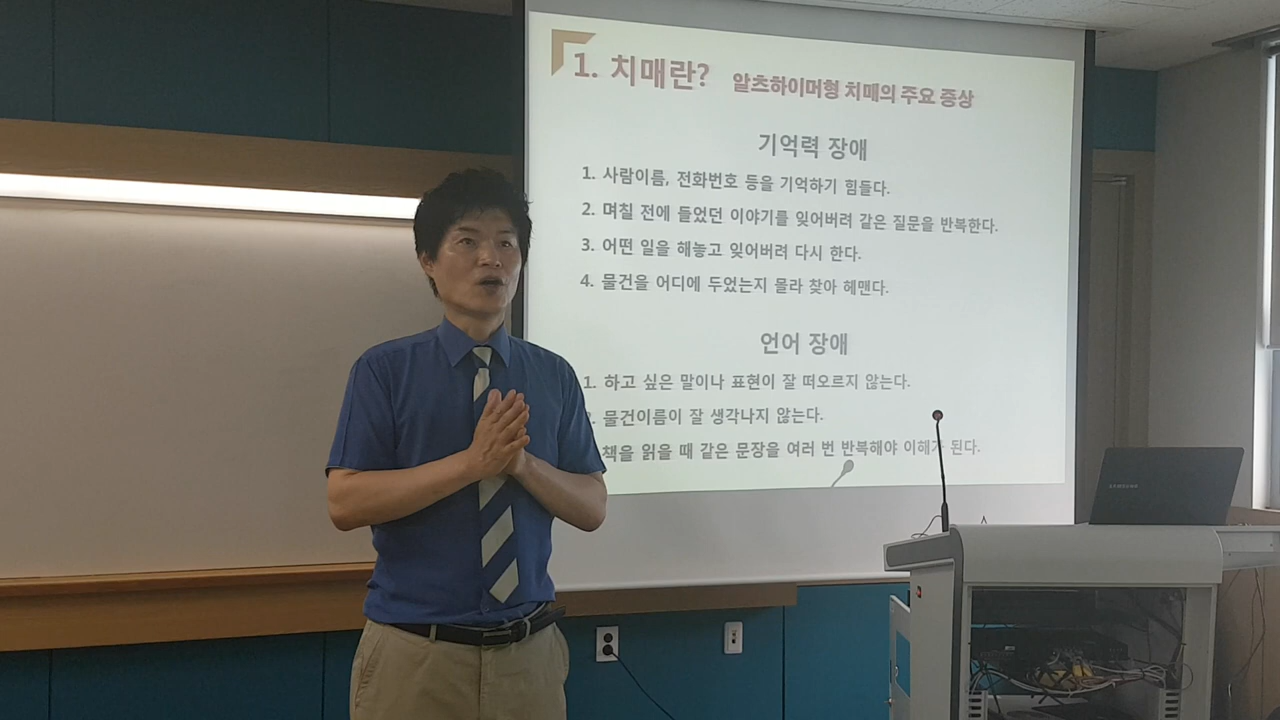 1. 치매란? 알츠하이머형 치매의 주요 증상
기억력 장애
1. 사람이름, 전화번호 등을 기억하기 힘들다.
2. 며칠 전에 들었던 이야기를 잊어버려 같은 질문을 반복한다.
3. 어떤 일을 해놓고 잊어버려 다시 한다.
4. 물건을 어디에 두었는지 몰라 찾아 헤맨다.
언어 장애
1. 하고 싶은 말이나 표현이 잘 떠오르지 않는다.
물건이름이 잘 생각나지 않는다.
책을 읽을 때 같은 문장을 여러 번 반복해야 이해가 된다.
SAMSUNG